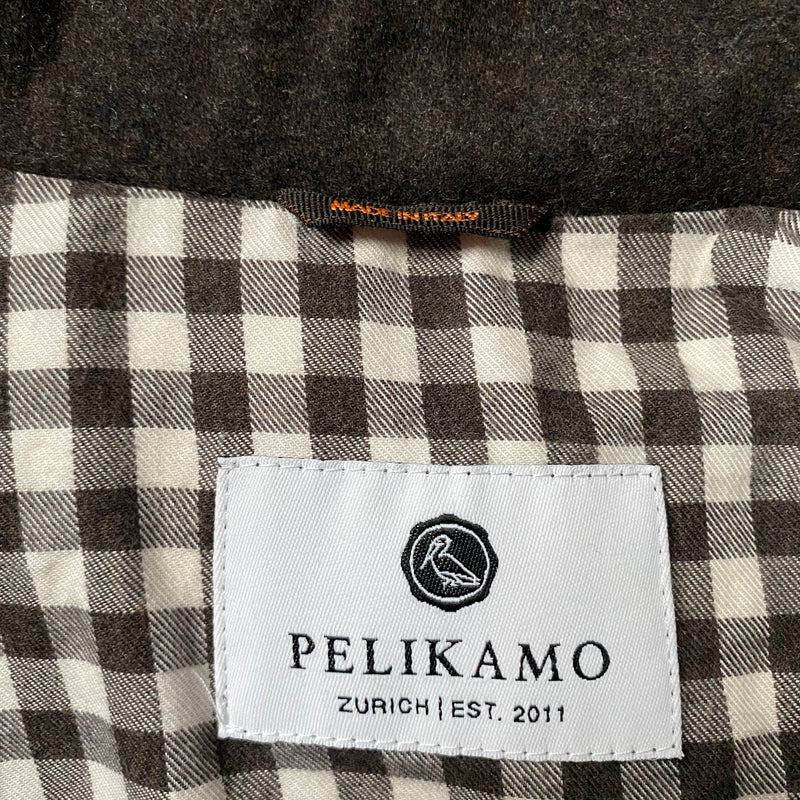 MADE IN ITALY
PELIKAMO
ZURICH | EST. 2011